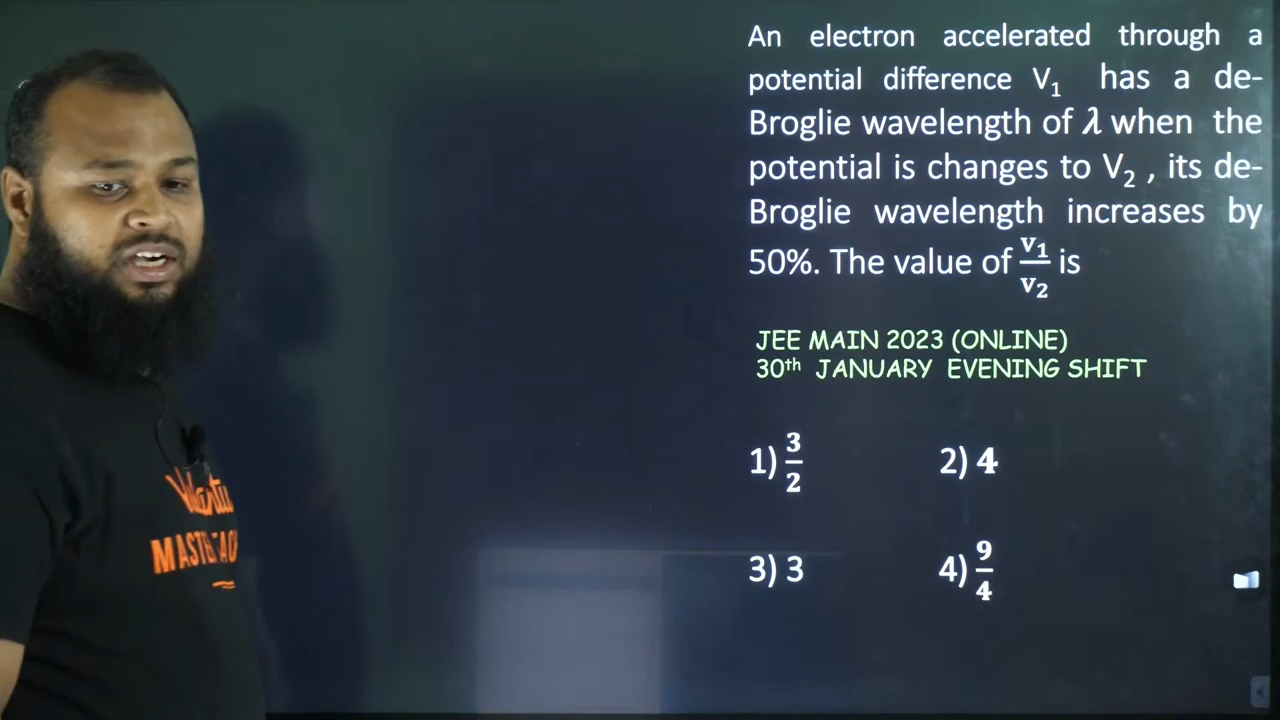 An electron accelerated through a
potential difference V₁ has a de-
Broglie wavelength of λ when the
potential is changes to V₂ , its de-
Broglie wavelength increases by
50%. The value of v₁/v₂ is
JEE MAIN 2023 (ONLINE)
30th JANUARY EVENING SHIFT
1) 3/2 2) 4
3) 3 4) 9/4